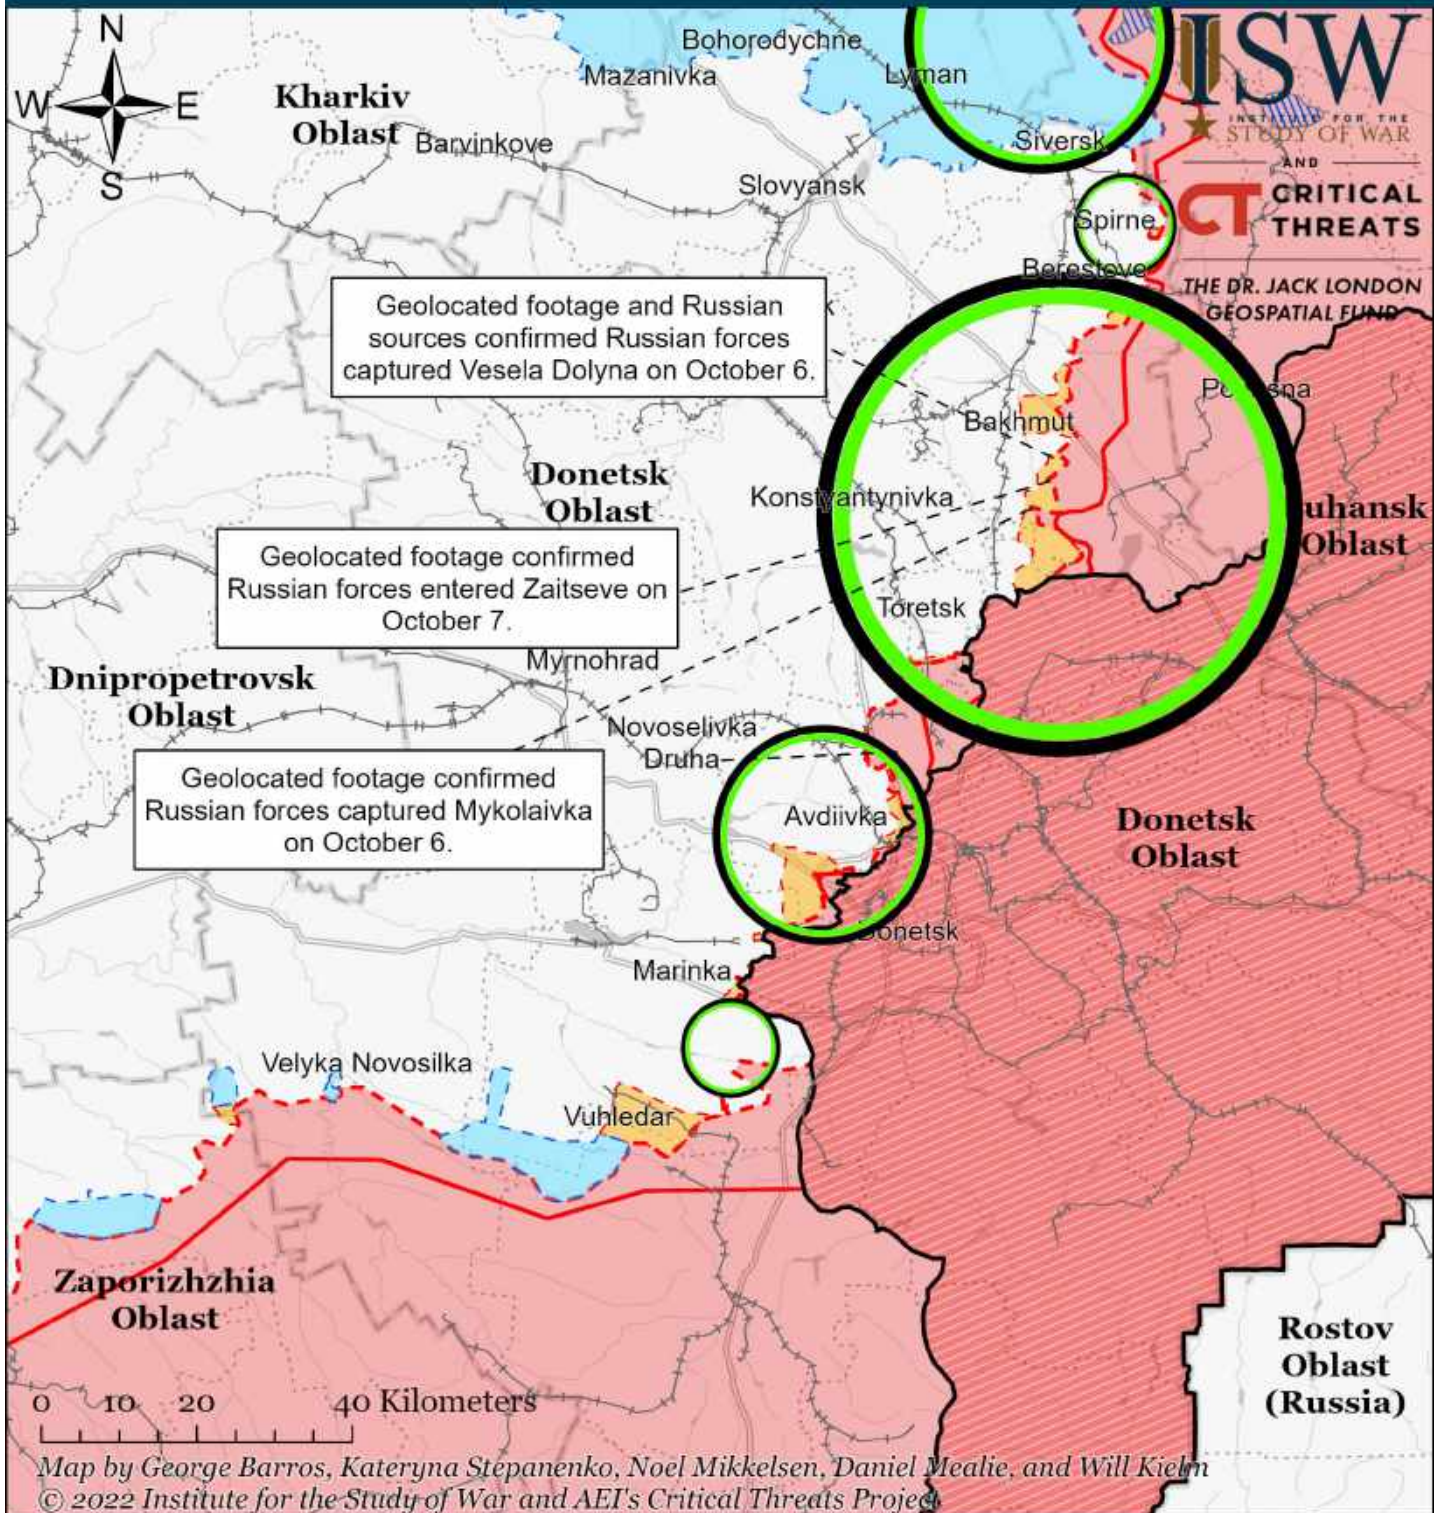 N
W
E
S
Kharkiv
Oblast
Bohorodychne
Mazanivka
Lyman
Barvinkove
Siversk
Slovyansk
Spirne
Berestove
ISW
INSTITUTE FOR THE
STUDY OF WAR
AND
CT CRITICAL
THREATS
THE DR. JACK LONDON
GEOSPATIAL FUND
Geolocated footage and Russian
sources confirmed Russian forces
captured Vesela Dolyna on October 6.
k
Bakhmut
Donetsk
Oblast
Konstyantynivka
uhansk
Oblast
Geolocated footage confirmed
Russian forces entered Zaitseve on
October 7.
Toretsk
Myrnohrad
Dnipropetrovsk
Oblast
Novoselivka
Druha
Geolocated footage confirmed
Russian forces captured Mykolaivka
on October 6.
Avdiivka
Donetsk
Oblast
Donetsk
Marinka
Velyka Novosilka
Vuhledar
Zaporizhzhia
Oblast
Rostov
Oblast
(Russia)
0 10 20 40 Kilometers
Map by George Barros, Kateryna Stepanenko, Noel Mikkelsen, Daniel Mealie, and Will Kielm
© 2022 Institute for the Study of War and AEI's Critical Threats Project